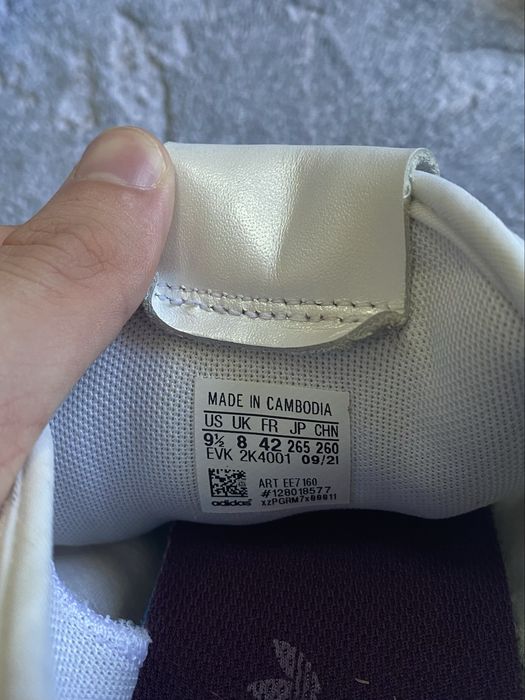 MADE IN CAMBODIA
US UK FR JP CHN
9½ 8 42 265 260
EVK 2K4001 09/21
ART EE7160
#128018577
adidas xzPGRM7x00011